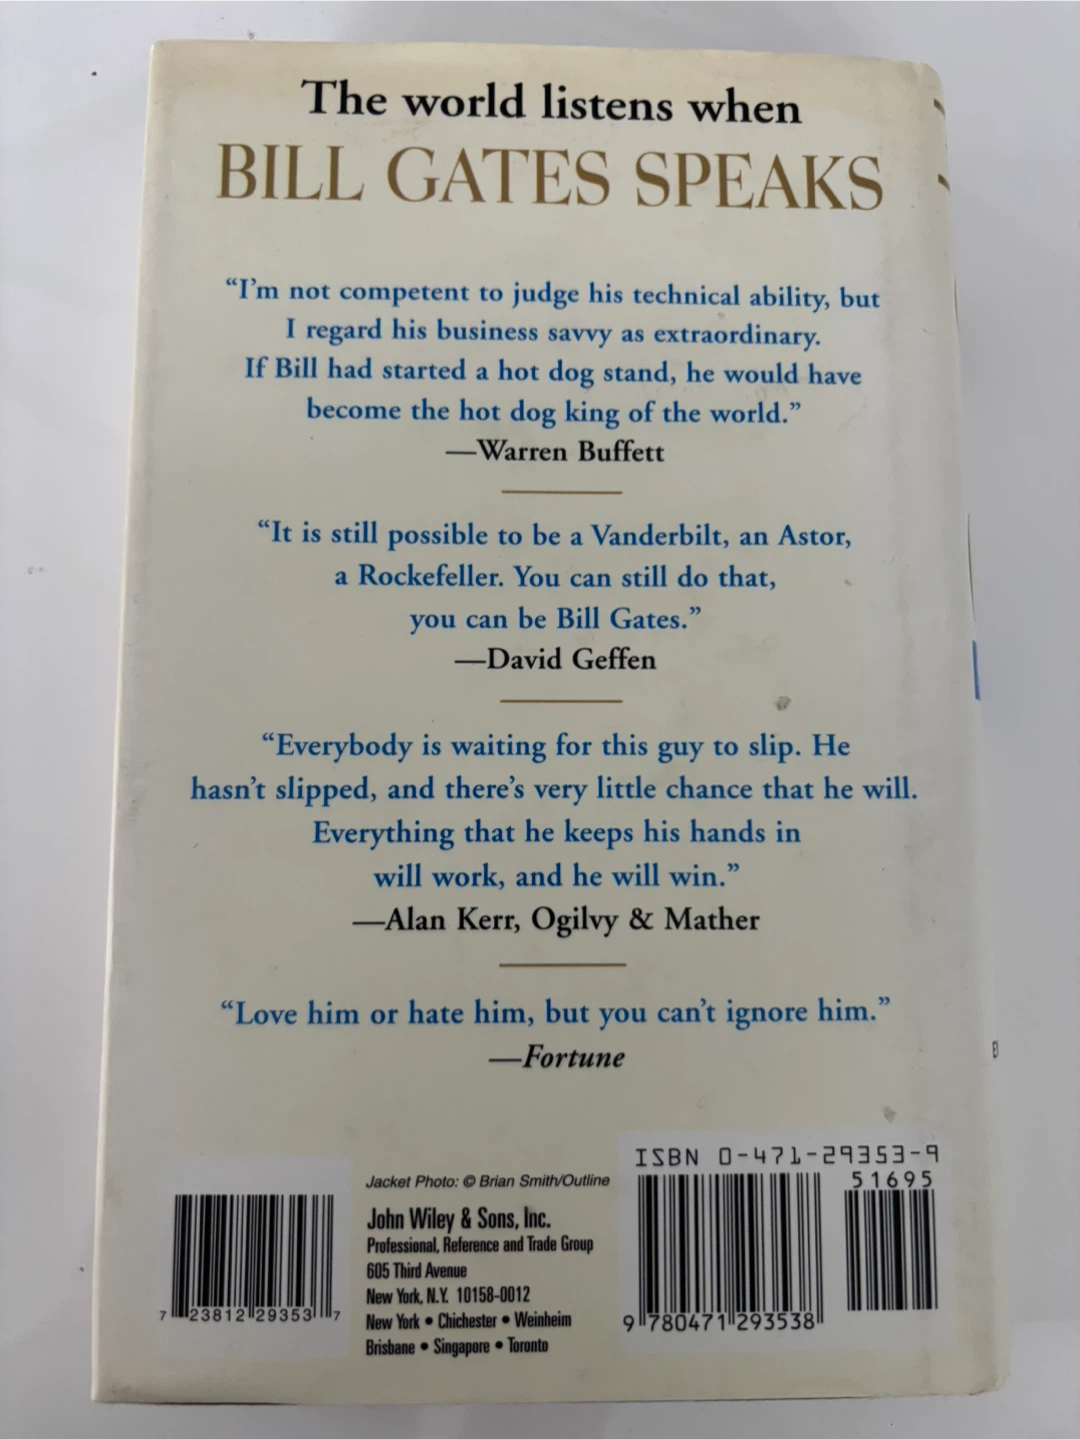 The world listens when
BILL GATES SPEAKS
“I’m not competent to judge his technical ability, but
I regard his business savvy as extraordinary.
If Bill had started a hot dog stand, he would have
become the hot dog king of the world.”
—Warren Buffett
“It is still possible to be a Vanderbilt, an Astor,
a Rockefeller. You can still do that,
you can be Bill Gates.”
—David Geffen
“Everybody is waiting for this guy to slip. He
hasn’t slipped, and there’s very little chance that he will.
Everything that he keeps his hands in
will work, and he will win.”
—Alan Kerr, Ogilvy & Mather
“Love him or hate him, but you can’t ignore him.”
—Fortune
7 23812 29353 7
Jacket Photo: © Brian Smith/Outline
John Wiley & Sons, Inc.
Professional, Reference and Trade Group
605 Third Avenue
New York, N.Y. 10158-0012
New York • Chichester • Weinheim
Brisbane • Singapore • Toronto
ISBN 0-471-29353-9
51695
9 780471 293538